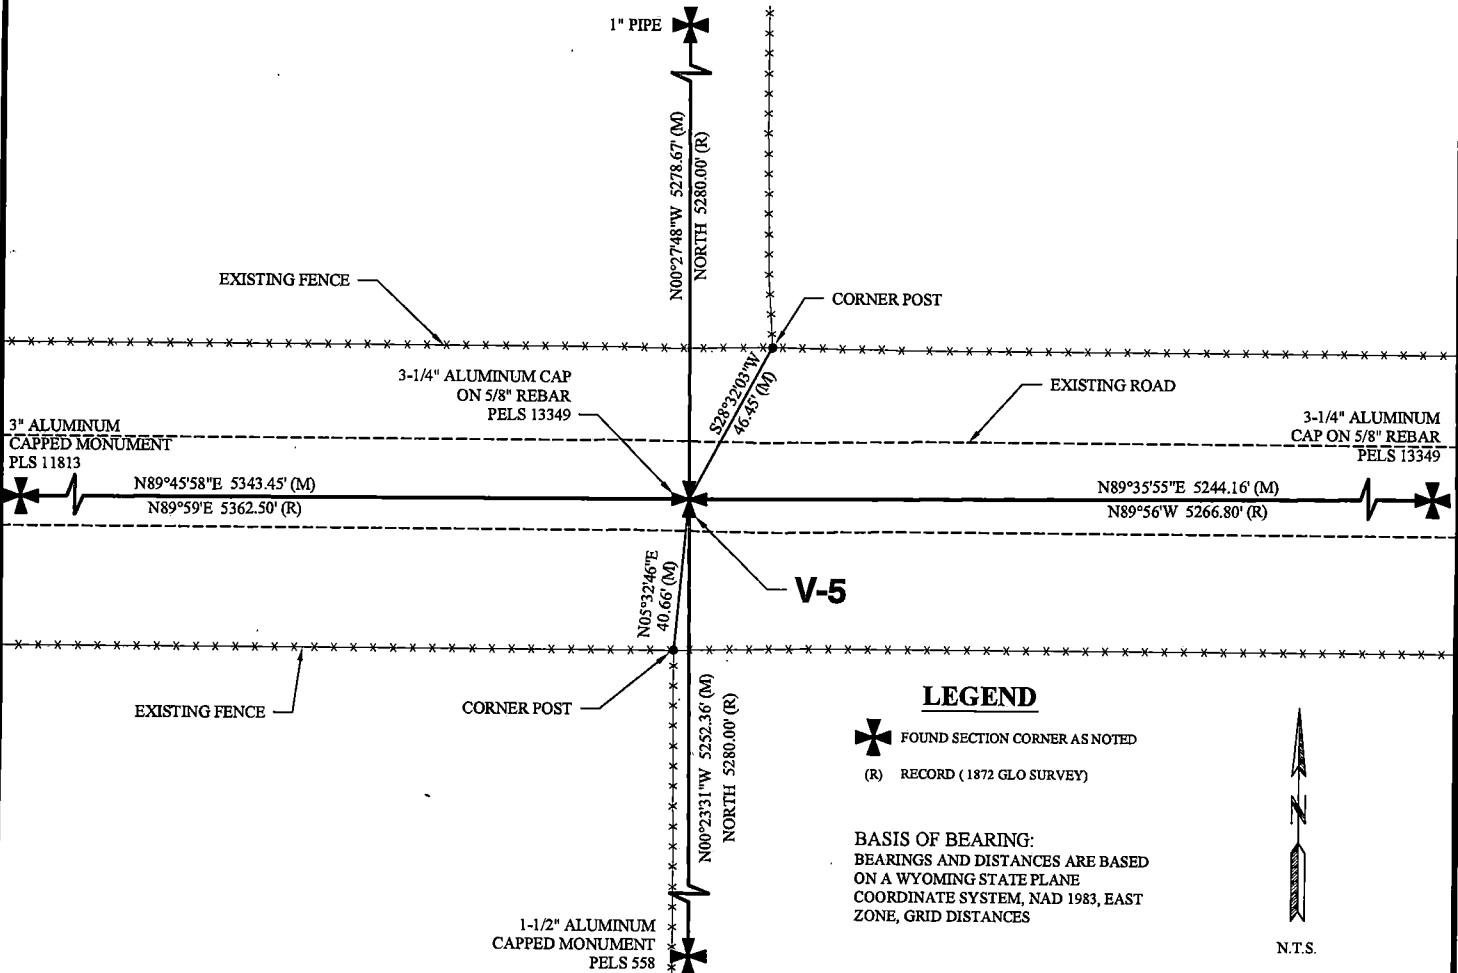 1" PIPE
N00°27'48"W 5278.67' (M)
NORTH 5280.00' (R)
EXISTING FENCE
CORNER POST
3-1/4" ALUMINUM CAP
ON 5/8" REBAR
PELS 13349
S28°32'03"W
46.45' (M)
EXISTING ROAD
3" ALUMINUM
CAPPED MONUMENT
PLS 11813
3-1/4" ALUMINUM
CAP ON 5/8" REBAR
PELS 13349
N89°45'58"E 5343.45' (M)
N89°59'E 5362.50' (R)
N89°35'55"E 5244.16' (M)
N89°56'W 5266.80' (R)
N05°32'46"E
40.66' (M)
V-5
EXISTING FENCE
CORNER POST
N00°23'31"W 5252.36' (M)
NORTH 5280.00' (R)
LEGEND
FOUND SECTION CORNER AS NOTED
(R) RECORD ( 1872 GLO SURVEY)
BASIS OF BEARING:
BEARINGS AND DISTANCES ARE BASED
ON A WYOMING STATE PLANE
COORDINATE SYSTEM, NAD 1983, EAST
ZONE, GRID DISTANCES
N
N.T.S.
1-1/2" ALUMINUM
CAPPED MONUMENT
PELS 558